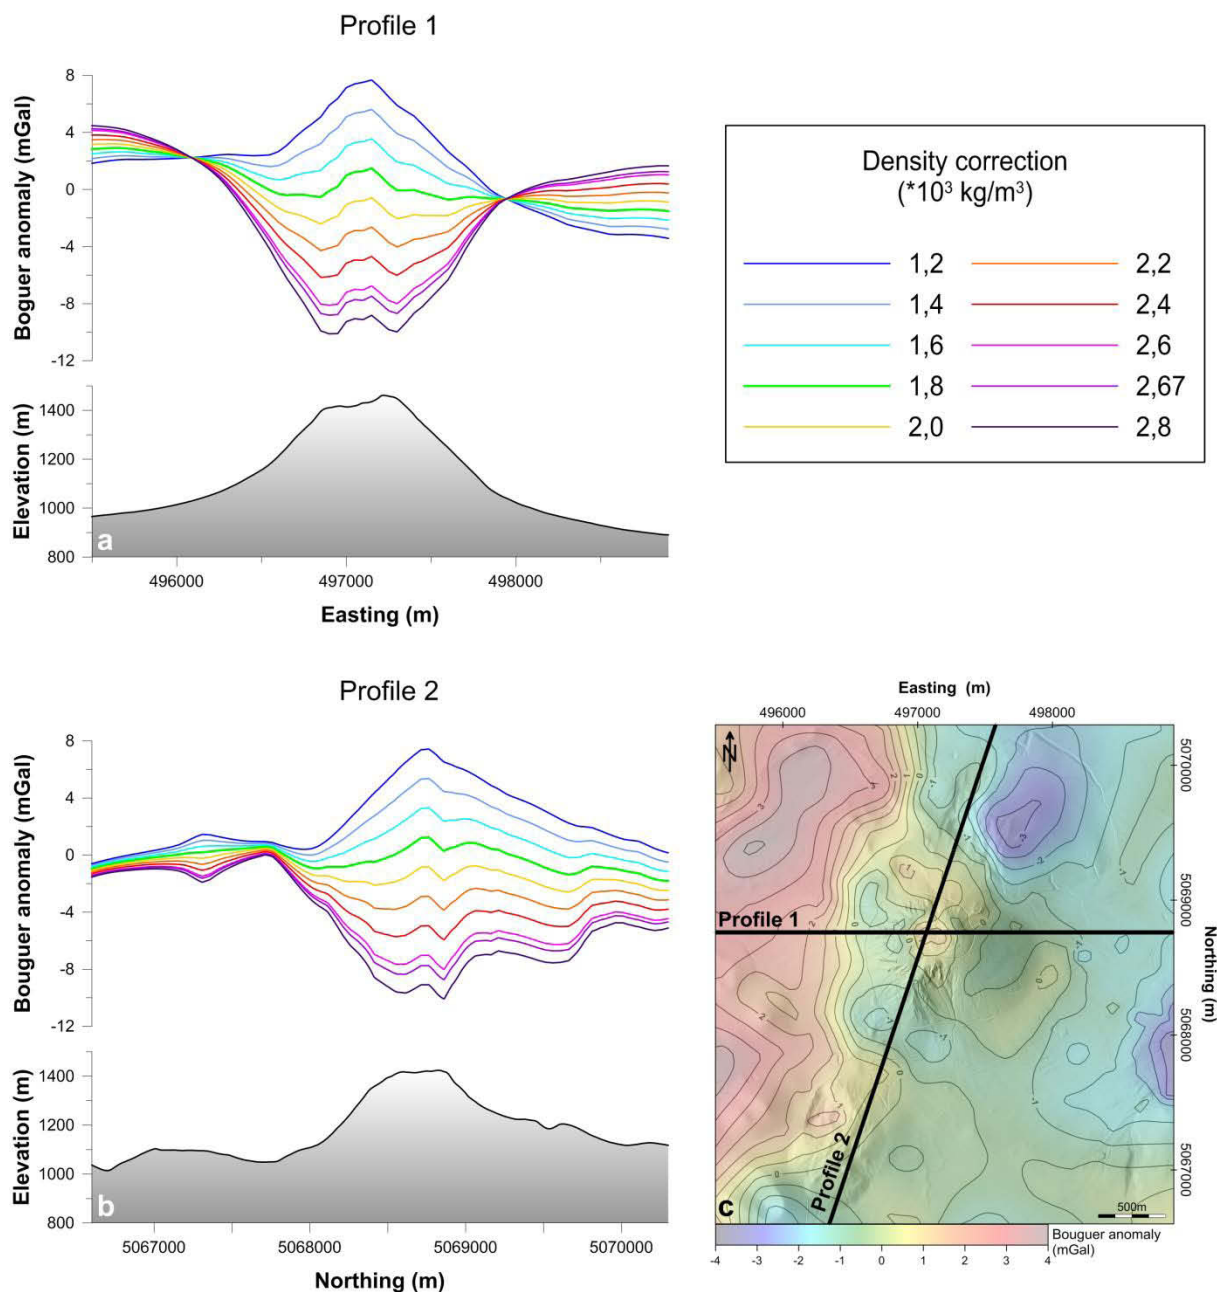 Profile 1
8
4
0
-4
-8
-12
Boguer anomaly (mGal)
1400
1200
1000
800
Elevation (m)
a
496000 497000 498000
Easting (m)
Density correction
(*10³ kg/m³)
1,2 2,2
1,4 2,4
1,6 2,6
1,8 2,67
2,0 2,8
Profile 2
8
4
0
-4
-8
-12
Bouguer anomaly (mGal)
1400
1200
1000
800
Elevation (m)
b
5067000 5068000 5069000 5070000
Northing (m)
Easting (m)
496000 497000 498000
N
5070000
5069000
5068000
5067000
Northing (m)
Profile 1
Profile 2
c
500m
-4 -3 -2 -1 0 1 2 3 4
Bouguer anomaly
(mGal)